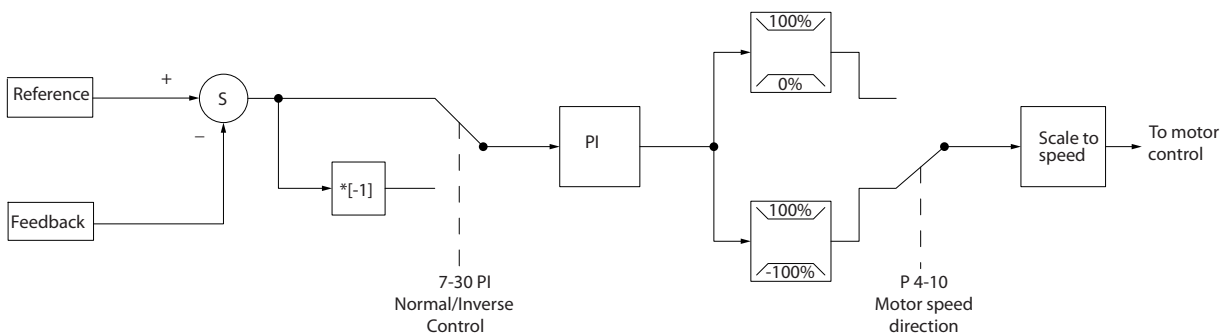 100%
0%
Reference
+
S
–
*[-1]
Feedback
7-30 PI
Normal/Inverse
Control
PI
100%
-100%
P 4-10
Motor speed
direction
Scale to
speed
To motor
control